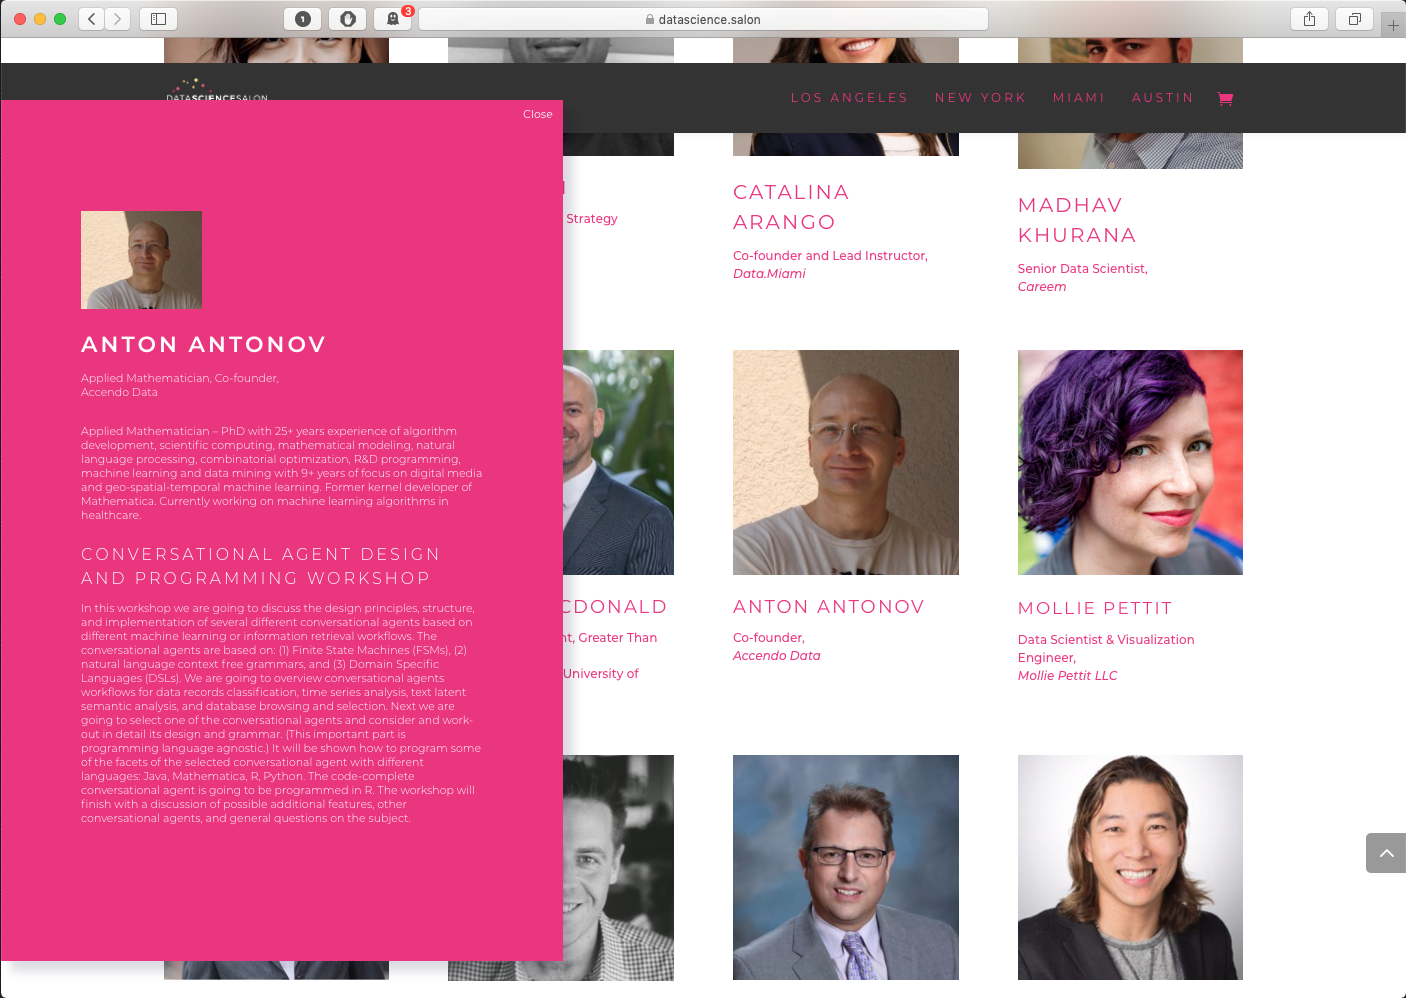 3
datascience.salon
DATASCIENCESALON
LOS ANGELES NEW YORK MIAMI AUSTIN
Close
ANTON ANTONOV
Applied Mathematician, Co-founder,
Accendo Data
Applied Mathematician – PhD with 25+ years experience of algorithm
development, scientific computing, mathematical modeling, natural
language processing, combinatorial optimization, R&D programming,
machine learning and data mining with 9+ years of focus on digital media
and geo-spatial-temporal machine learning. Former kernel developer of
Mathematica. Currently working on machine learning algorithms in
healthcare.
CONVERSATIONAL AGENT DESIGN
AND PROGRAMMING WORKSHOP
In this workshop we are going to discuss the design principles, structure,
and implementation of several different conversational agents based on
different machine learning or information retrieval workflows. The
conversational agents are based on: (1) Finite State Machines (FSMs), (2)
natural language context free grammars, and (3) Domain Specific
Languages (DSLs). We are going to overview conversational agents
workflows for data records classification, time series analysis, text latent
semantic analysis, and database browsing and selection. Next we are
going to select one of the conversational agents and consider and work-
out in detail its design and grammar. (This important part is
programming language agnostic.) It will be shown how to program some
of the facets of the selected conversational agent with different
languages: Java, Mathematica, R, Python. The code-complete
conversational agent is going to be programmed in R. The workshop will
finish with a discussion of possible additional features, other
conversational agents, and general questions on the subject.
Strategy
CATALINA
ARANGO
Co-founder and Lead Instructor,
Data.Miami
MADHAV
KHURANA
Senior Data Scientist,
Careem
CDONALD
nt, Greater Than
University of
ANTON ANTONOV
Co-founder,
Accendo Data
MOLLIE PETTIT
Data Scientist & Visualization
Engineer,
Mollie Pettit LLC